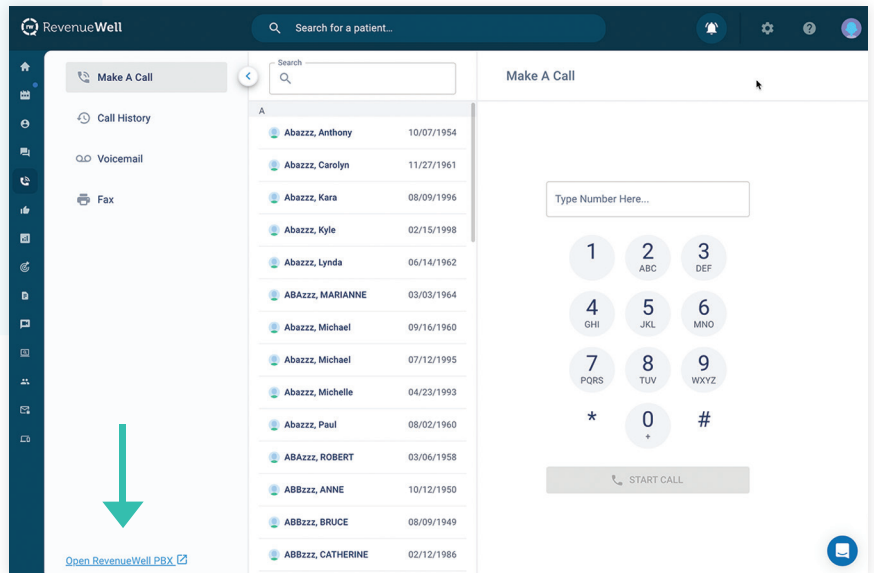 RevenueWell
Search for a patient...
Make A Call
Call History
Voicemail
Fax
Open RevenueWell PBX
Search
A
Abazzz, Anthony 10/07/1954
Abazzz, Carolyn 11/27/1961
Abazzz, Kara 08/09/1996
Abazzz, Kyle 02/15/1998
Abazzz, Lynda 06/14/1962
ABAzzz, MARIANNE 03/03/1964
Abazzz, Michael 09/16/1960
Abazzz, Michael 07/12/1995
Abazzz, Michelle 04/23/1993
Abazzz, Paul 08/02/1960
ABAzzz, ROBERT 03/06/1958
ABBzzz, ANNE 10/12/1950
ABBzzz, BRUCE 08/09/1949
ABBzzz, CATHERINE 02/12/1986
Make A Call
Type Number Here...
1 2 3
ABC DEF
4 5 6
GHI JKL MNO
7 8 9
PQRS TUV WXYZ
* 0 #
+
START CALL